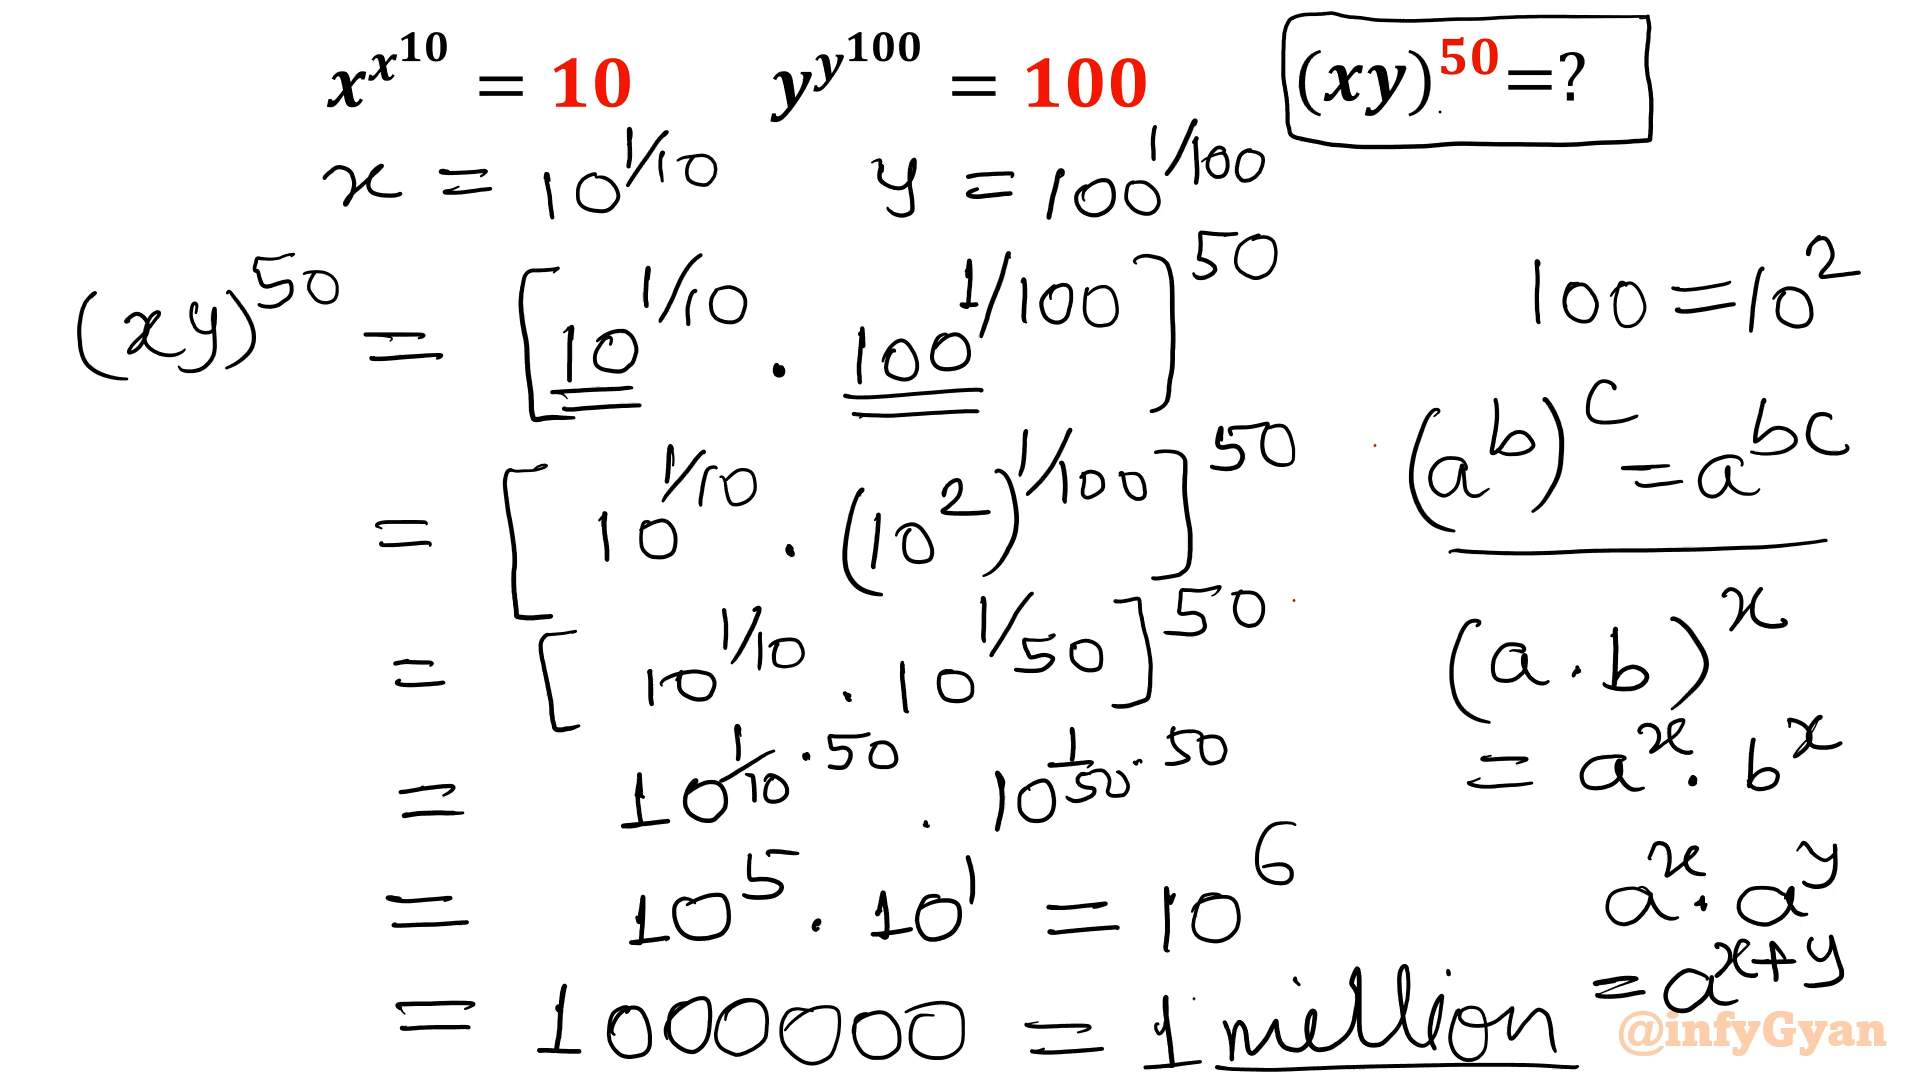 x^{x^{10}} = 10 y^{y^{100}} = 100 (xy)^{50}=?
x = 10^{1/10} y = 100^{1/100}
(xy)^{50} = [10^{1/10} . 100^{1/100}]^{50}
100 = 10^2
= [10^{1/10} . (10^2)^{1/100}]^{50}
(a^b)^c = a^{bc}
= [10^{1/10} . 10^{1/50}]^{50}
(a . b)^x
= 10^{1/10 . 50} . 10^{1/50 . 50}
= a^x . b^x
= 10^5 . 10^1 = 10^6
a^x . a^y
= a^{x+y}
= 1000000 = 1 million
@infyGyan